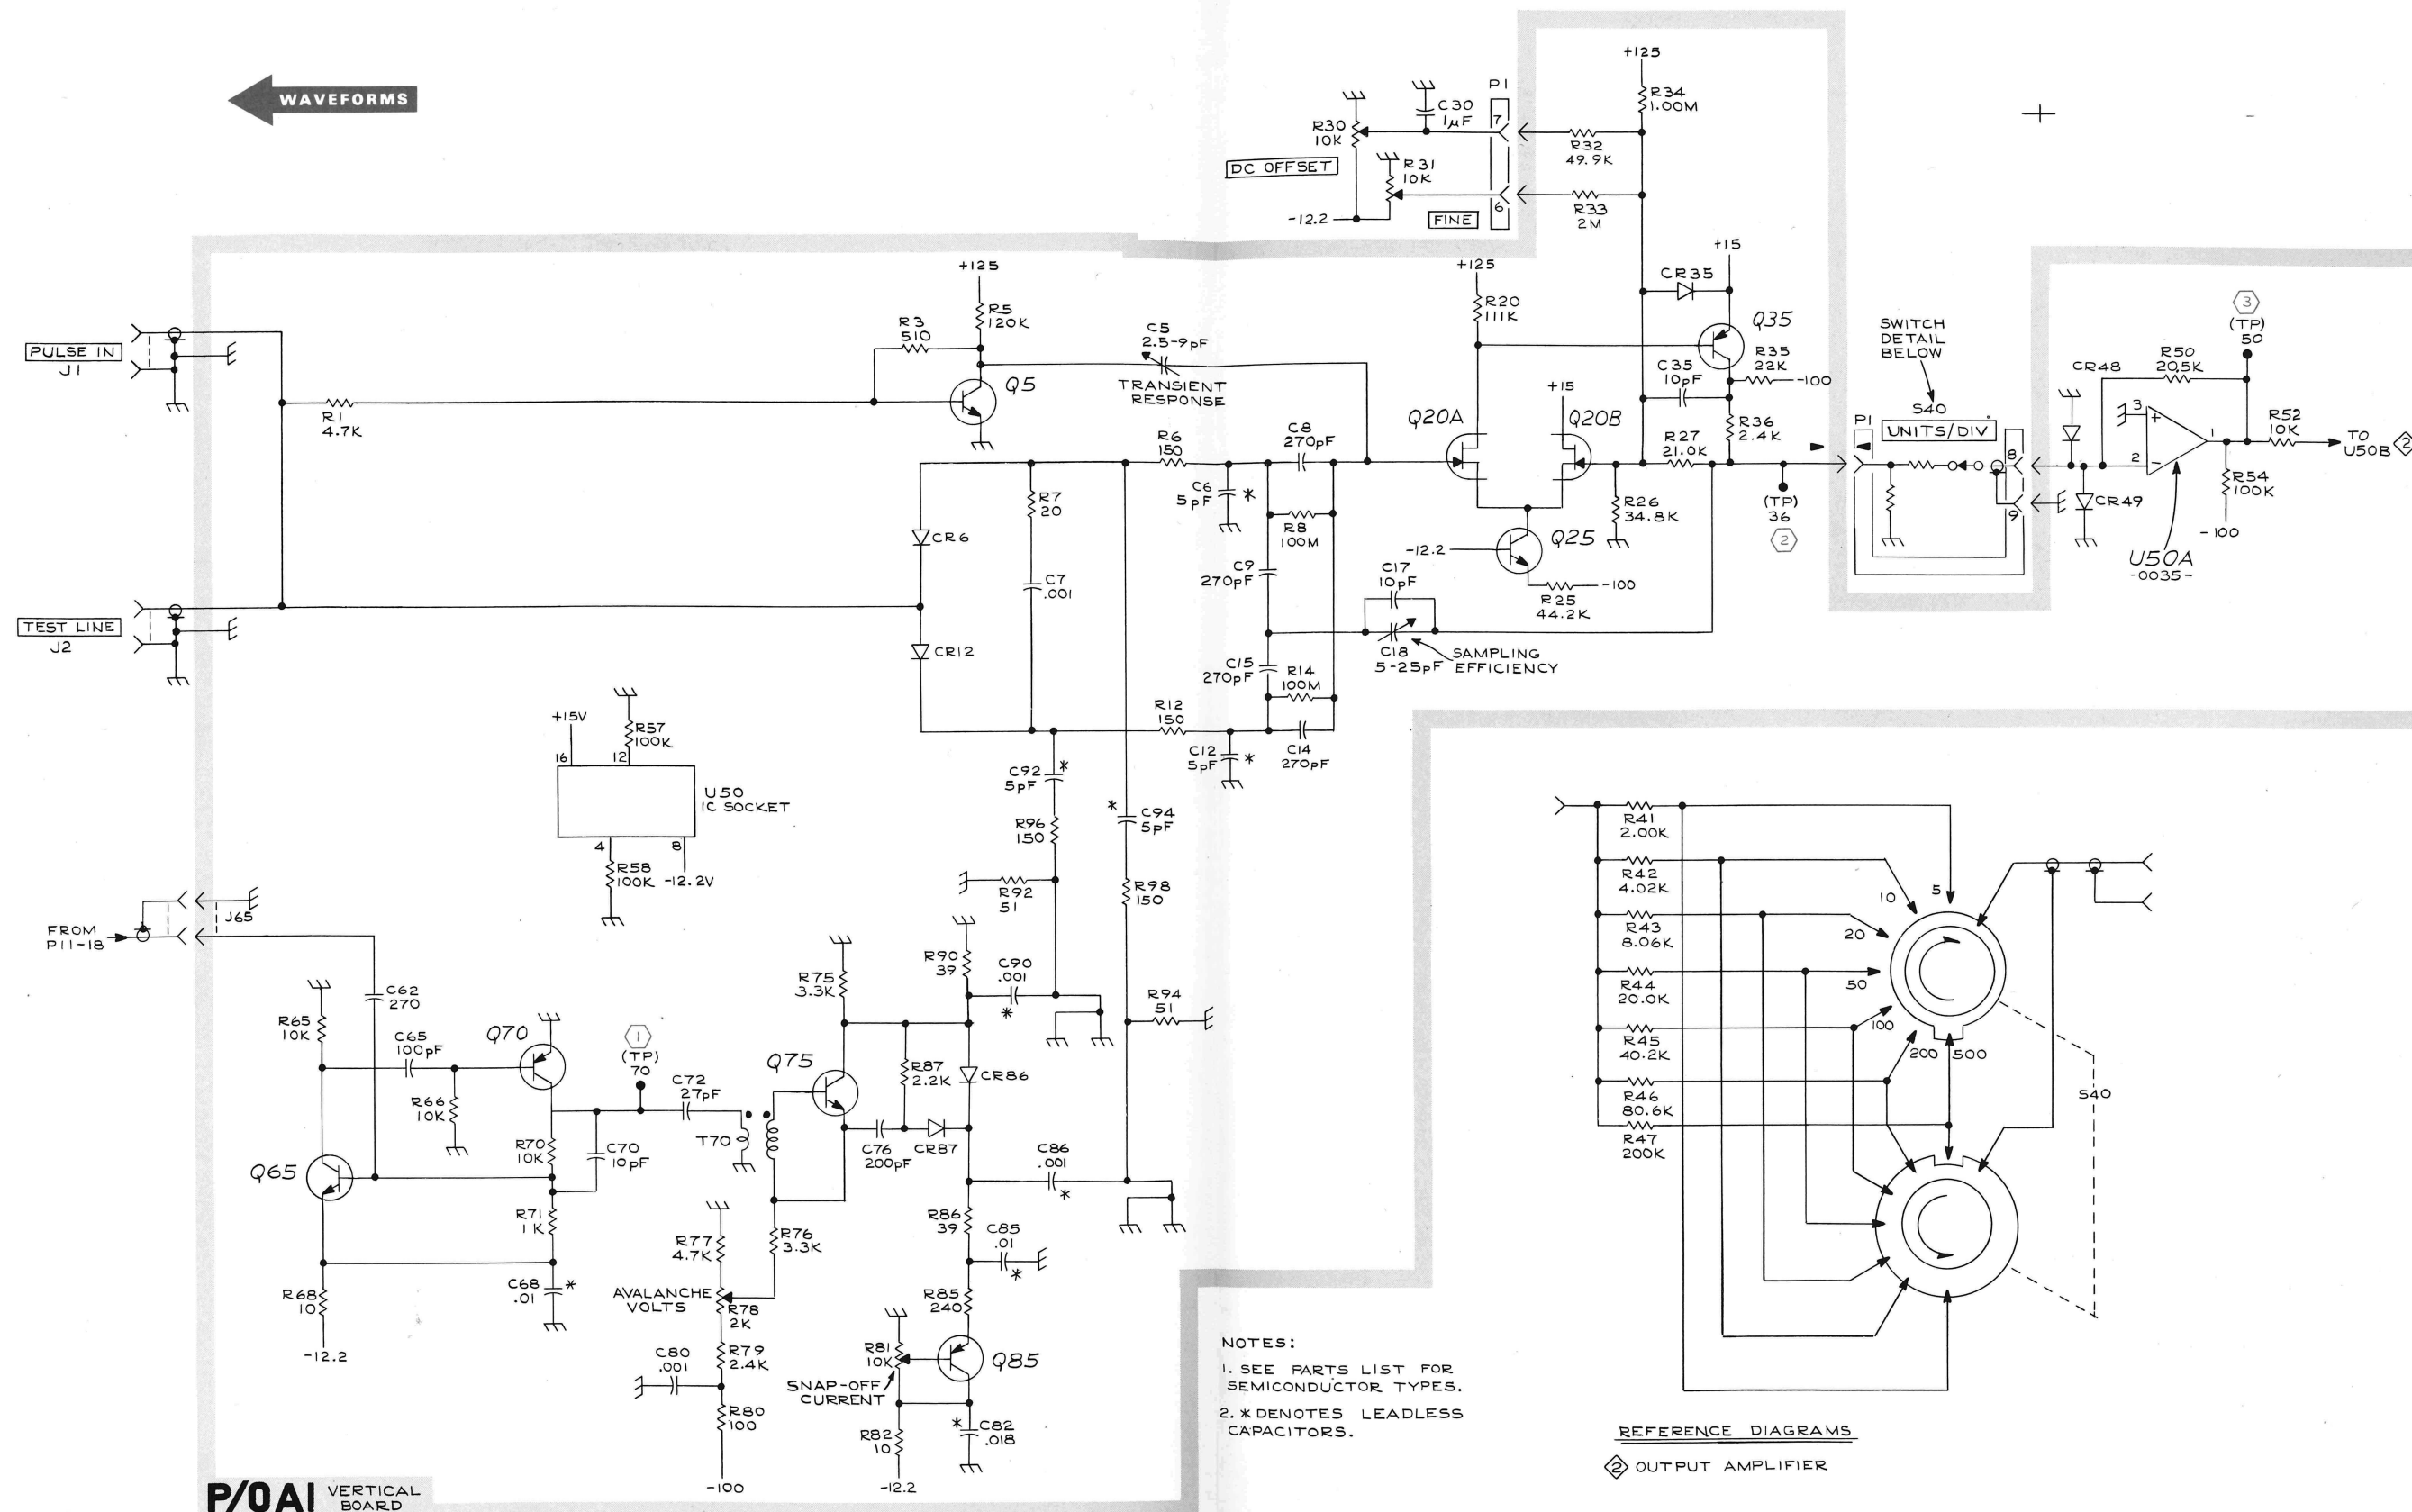 WAVEFORMS
+125
R34
1.00M
P1
C30
1µF
7
R30
10K
R32
49.9K
DC OFFSET
R31
10K
R33
2M
6
-12.2
FINE
+15
CR35
+125
R20
111K
Q35
R35
22K
-100
C35
10pF
R36
2.4K
+125
R5
120K
R3
510
C5
2.5-9pF
TRANSIENT
RESPONSE
Q5
PULSE IN
J1
R1
4.7K
+15
Q20A
Q20B
R27
21.0K
R26
34.8K
(TP)
36
2
SWITCH
DETAIL
BELOW
S40
P1
UNITS/DIV
8
9
CR48
CR49
3
(TP)
50
R50
20.5K
3
+
2
-
1
R52
10K
TO
U50B 2
R54
100K
-100
U50A
-0035-
R6
150
C8
270pF
C6
5pF *
R7
20
R8
100M
CR6
C7
.001
C9
270pF
-12.2
Q25
R25
44.2K
-100
C17
10pF
C18
5-25pF
SAMPLING
EFFICIENCY
TEST LINE
J2
CR12
C15
270pF
R14
100M
R12
150
C12
5pF *
C14
270pF
+15V
R57
100K
16
12
U50
IC SOCKET
4
8
R58
100K
-12.2V
C92
5pF
*
R96
150
* C94
5pF
R92
51
R98
150
J65
FROM
P11-18
C62
270
R65
10K
C65
100pF
Q70
R66
10K
1
(TP)
70
C72
27pF
R75
3.3K
Q75
R90
39
C90
.001
*
R94
51
R87
2.2K
CR86
T70
C76
200pF
CR87
R70
10K
C70
10pF
Q65
R71
1K
C86
.001
*
R86
39
C85
.01
*
R77
4.7K
R76
3.3K
R68
10
C68
.01
*
AVALANCHE
VOLTS
R78
2K
R85
240
-12.2
C80
.001
R79
2.4K
R81
10K
Q85
SNAP-OFF
CURRENT
R80
100
R82
10
* C82
.018
-100
-12.2
R41
2.00K
R42
4.02K
R43
8.06K
R44
20.0K
R45
40.2K
R46
80.6K
R47
200K
5
10
20
50
100
200
500
S40
NOTES:
1. SEE PARTS LIST FOR
SEMICONDUCTOR TYPES.
2. * DENOTES LEADLESS
CAPACITORS.
REFERENCE DIAGRAMS
2 OUTPUT AMPLIFIER
P/O A1 VERTICAL
BOARD